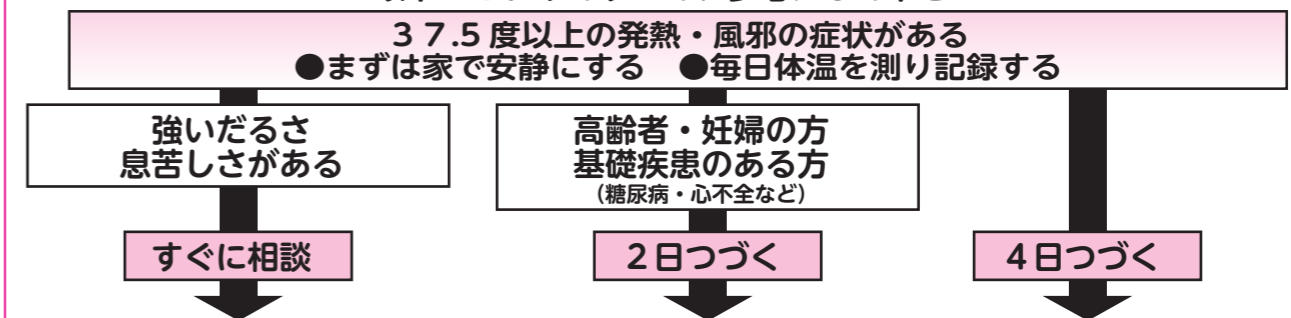 ３７.５度以上の発熱・風邪の症状がある
●まずは家で安静にする　●毎日体温を測り記録する
強いだるさ
息苦しさがある
すぐに相談
高齢者・妊婦の方
基礎疾患のある方
（糖尿病・心不全など）
２日つづく
４日つづく